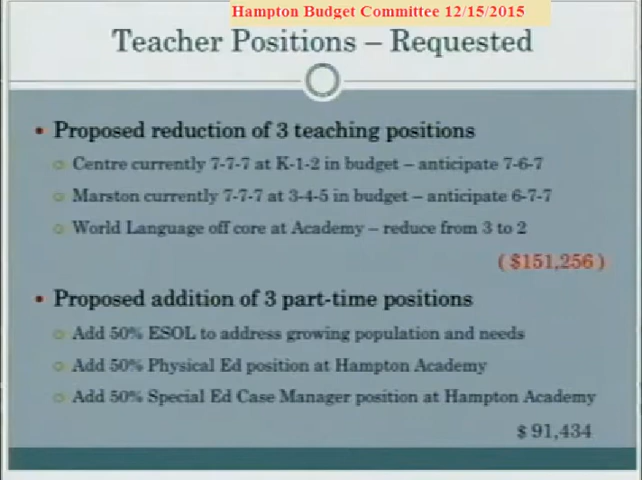 Hampton Budget Committee 12/15/2015
Teacher Positions – Requested
Proposed reduction of 3 teaching positions
Centre currently 7-7-7 at K-1-2 in budget – anticipate 7-6-7
Marston currently 7-7-7 at 3-4-5 in budget – anticipate 6-7-7
World Language off core at Academy – reduce from 3 to 2
( $151,256 )
Proposed addition of 3 part-time positions
Add 50% ESOL to address growing population and needs
Add 50% Physical Ed position at Hampton Academy
Add 50% Special Ed Case Manager position at Hampton Academy
$ 91,434